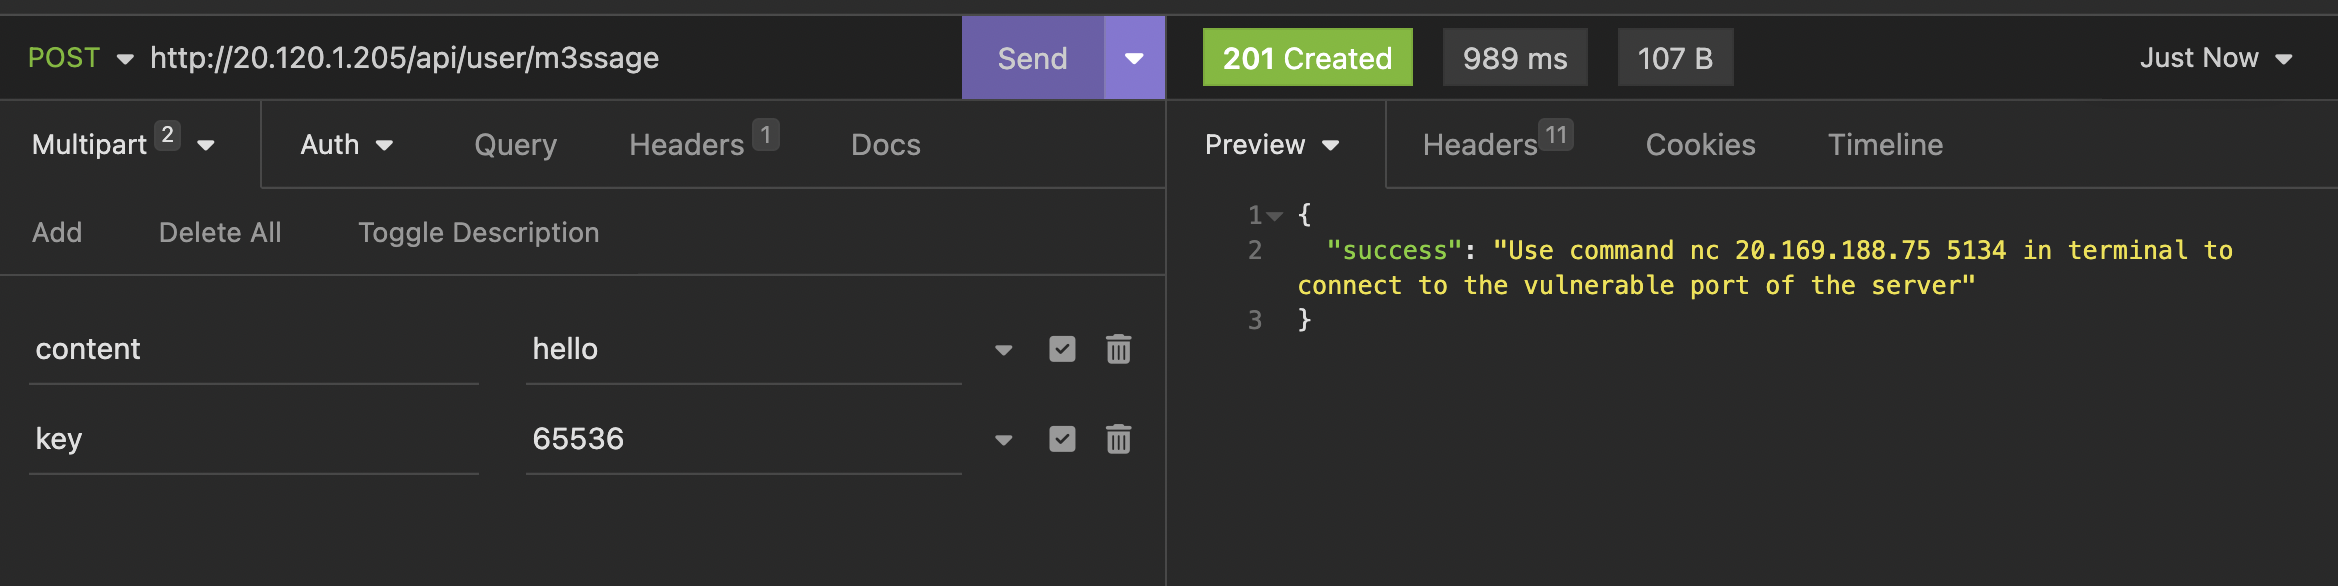 POST http://20.120.1.205/api/user/m3ssage Send 201 Created 989 ms 107 B Just Now
Multipart 2 Auth Query Headers 1 Docs
Preview Headers 11 Cookies Timeline
Add Delete All Toggle Description
content hello
key 65536
1 {
2 "success": "Use command nc 20.169.188.75 5134 in terminal to
connect to the vulnerable port of the server"
3 }